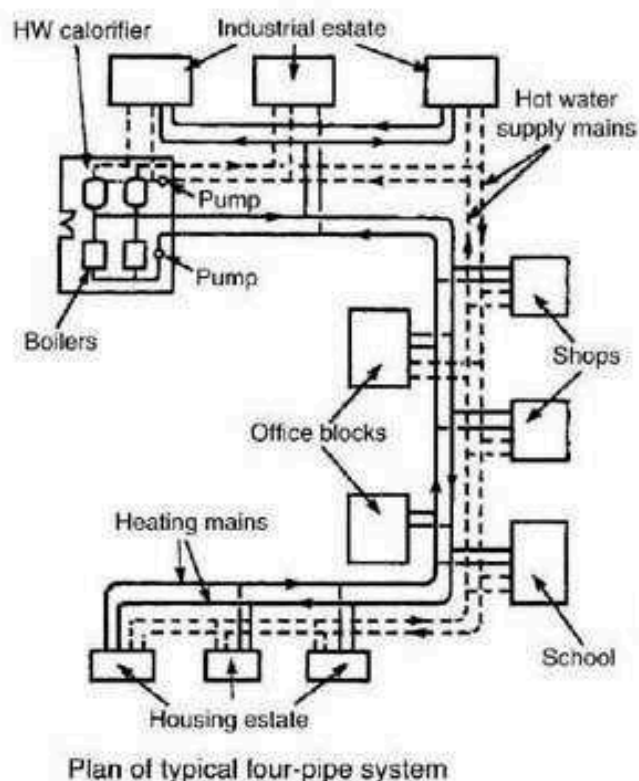 HW calorifier
Industrial estate
Hot water
supply mains
Pump
Pump
Boilers
Shops
Office blocks
Heating mains
School
Housing estate
Plan of typical four-pipe system